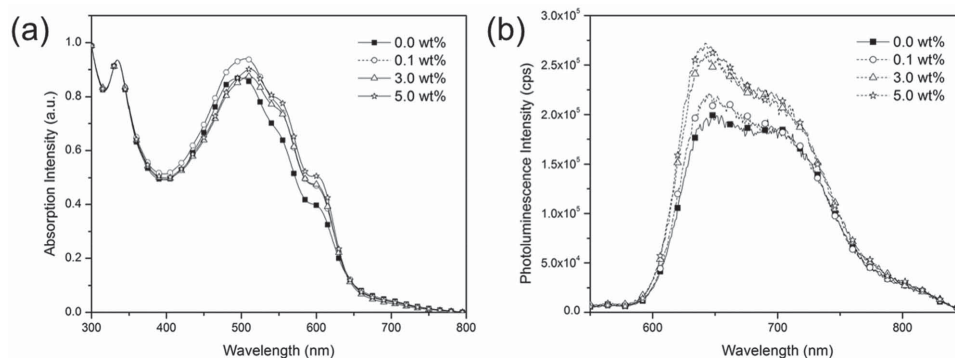 (a)
Absorption Intensity (a.u.)
1.0
0.8
0.6
0.4
0.2
0.0
300 400 500 600 700 800
Wavelength (nm)
0.0 wt%
0.1 wt%
3.0 wt%
5.0 wt%
(b)
Photoluminescence Intensity (cps)
3.0x10⁵
2.5x10⁵
2.0x10⁵
1.5x10⁵
1.0x10⁵
5.0x10⁴
0.0
600 700 800
Wavelength (nm)
0.0 wt%
0.1 wt%
3.0 wt%
5.0 wt%